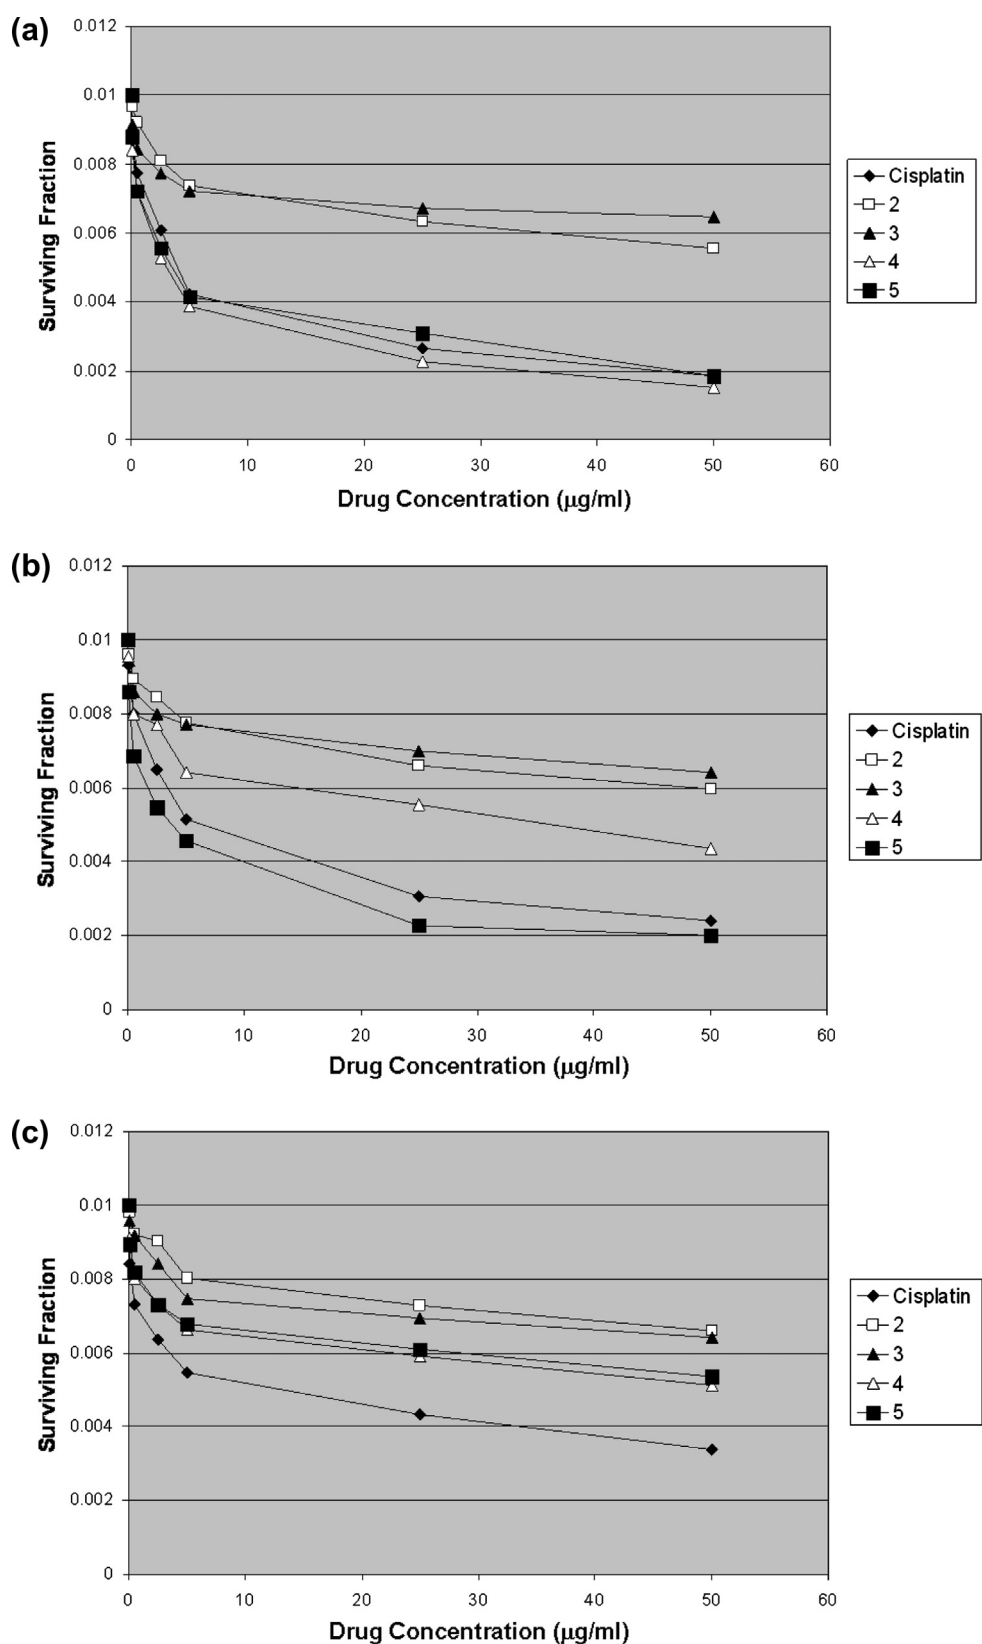 (a)
0.012
0.01
0.008
0.006
0.004
0.002
0
Surviving Fraction
0 10 20 30 40 50 60
Drug Concentration (μg/ml)
Cisplatin
2
3
4
5
(b)
0.012
0.01
0.008
0.006
0.004
0.002
0
Surviving Fraction
0 10 20 30 40 50 60
Drug Concentration (μg/ml)
Cisplatin
2
3
4
5
(c)
0.012
0.01
0.008
0.006
0.004
0.002
0
Surviving Fraction
0 10 20 30 40 50 60
Drug Concentration (μg/ml)
Cisplatin
2
3
4
5